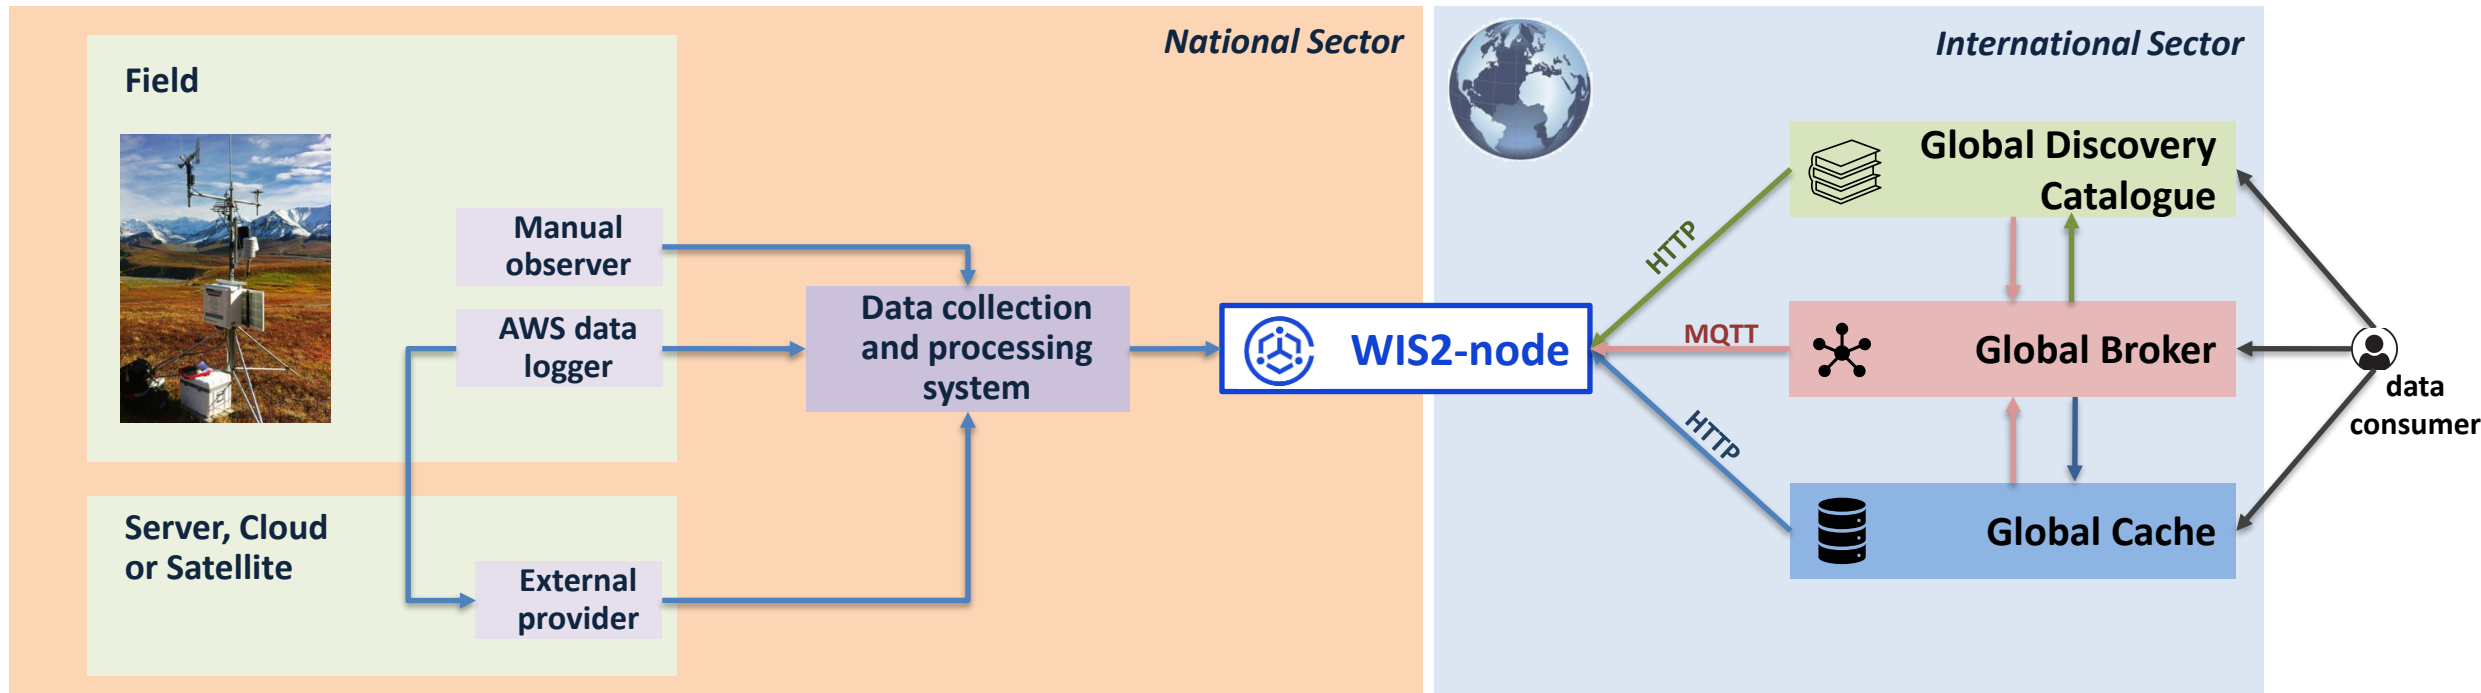 National Sector
International Sector
Field
Manual
observer
AWS data
logger
Data collection
and processing
system
Server, Cloud
or Satellite
External
provider
WIS2-node
HTTP
MQTT
HTTP
Global Discovery
Catalogue
Global Broker
Global Cache
data
consumer